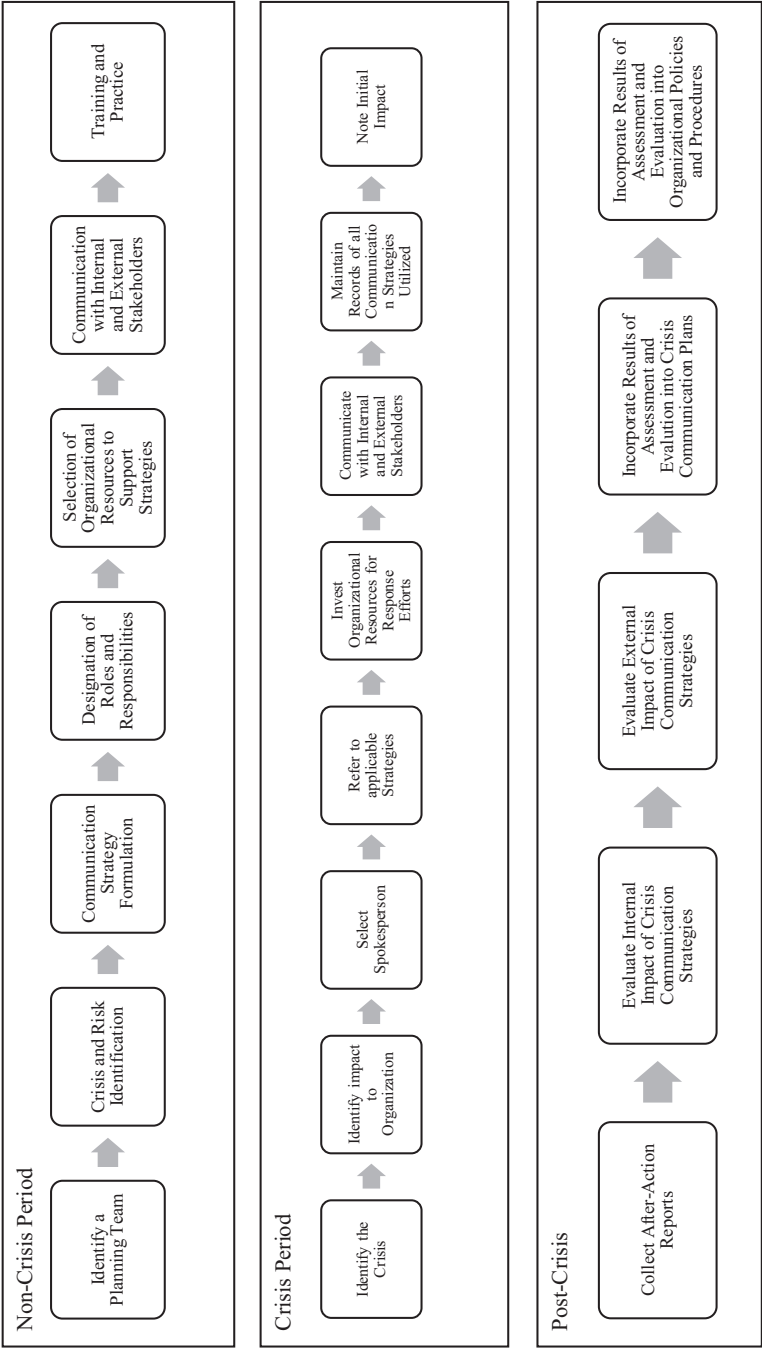 Non-Crisis Period
Identify a
Planning Team
Crisis and Risk
Identification
Communication
Strategy
Formulation
Designation of
Roles and
Responsibilities
Selection of
Organizational
Resources to
Support
Strategies
Communication
with Internal
and External
Stakeholders
Training and
Practice
Crisis Period
Identify the
Crisis
Identify impact
to
Organization
Select
Spokesperson
Refer to
applicable
Strategies
Invest
Organizational
Resources for
Response
Efforts
Communicate
with Internal
and External
Stakeholders
Maintain
Records of all
Communicatio
n Strategies
Utilized
Note Initial
Impact
Post-Crisis
Collect After-Action
Reports
Evaluate Internal
Impact of Crisis
Communication
Strategies
Evaluate External
Impact of Crisis
Communication
Strategies
Incorporate Results of
Assessment and
Evalution into Crisis
Communication Plans
Incorporate Results of
Assessment and
Evaluation into
Organizational Policies
and Procedures